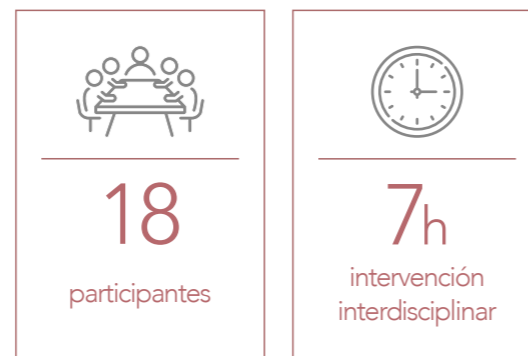 18
participantes
7h
intervención
interdisciplinar